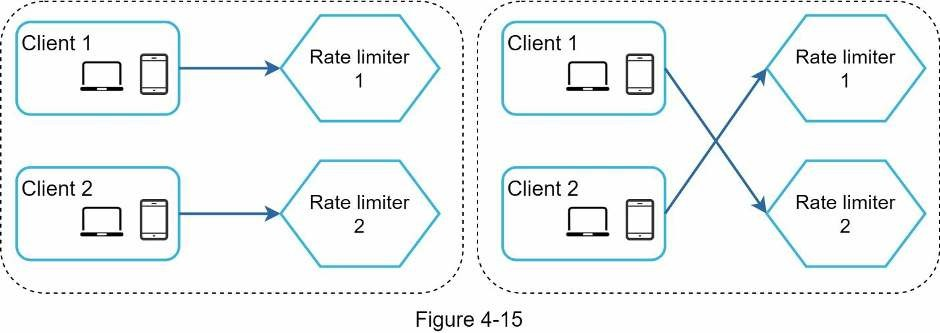 Client 1
Rate limiter
1
Client 2
Rate limiter
2
Client 1
Rate limiter
1
Client 2
Rate limiter
2
Figure 4-15